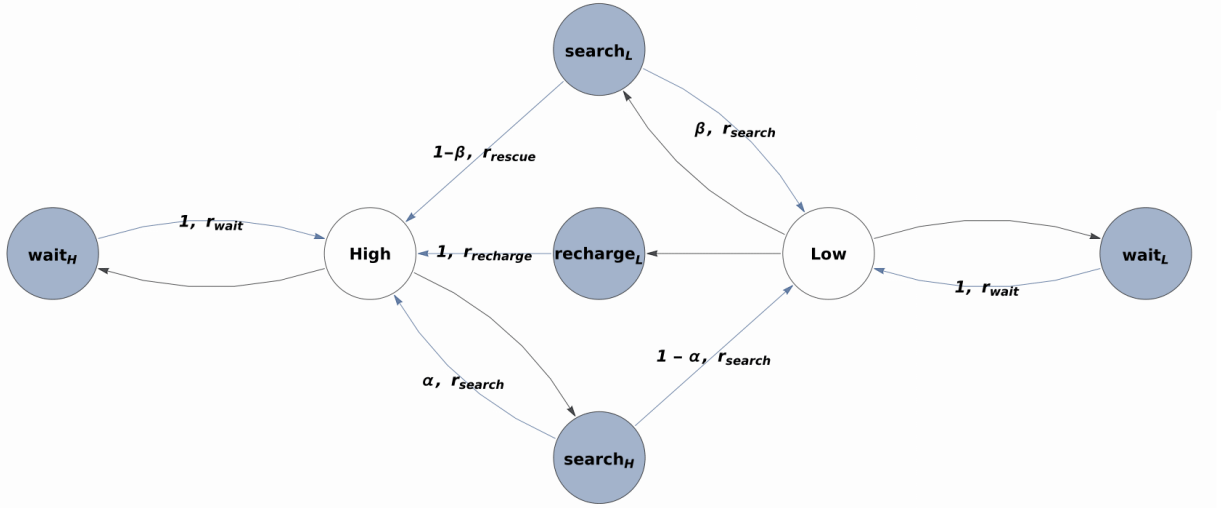 search_L
β, r_search
1−β, r_rescue
1, r_wait
wait_H
High
1, r_recharge
recharge_L
Low
wait_L
1, r_wait
1 − α, r_search
α, r_search
search_H